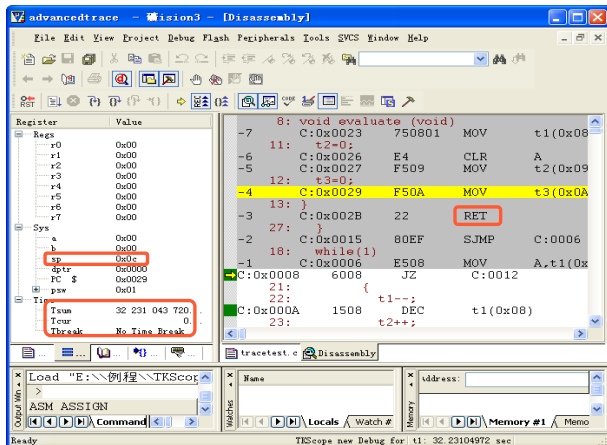 advancedtrace - µVision3 - [Disassembly]
File Edit View Project Debug Flash Peripherals Tools SVCS Window Help
RST
Register Value
Regs
r0 0x00
r1 0x00
r2 0x00
r3 0x00
r4 0x00
r5 0x00
r6 0x00
r7 0x00
Sys
a 0x00
b 0x00
sp 0x0c
dptr 0x0000
PC $ 0x0029
psw 0x01
Time
Tsum 32 231 043 720.
Tcur 0.
Tbreak No Time Break
8: void evaluate (void)
-7 C:0x0023 750801 MOV t1(0x08
11: t2=0;
-6 C:0x0026 E4 CLR A
-5 C:0x0027 F509 MOV t2(0x09
12: t3=0;
-4 C:0x0029 F50A MOV t3(0x0A
13: }
-3 C:0x002B 22 RET
27: }
-2 C:0x0015 80EF SJMP C:0006
18: while(1)
-1 C:0x0006 E508 MOV A,t1(0x
C:0x0008 6008 JZ C:0012
21: {
22: t1--;
C:0x000A 1508 DEC t1(0x08)
23: t2++;
tracetest.c Disassembly
Load "E:\\例程\\TKScop
>
ASM ASSIGN
Command
Output Win
Name
Locals Watch #
Watches
Address:
Memory #1 Memo
Memory
Ready TKScope new Debug for t1: 32.23104972 sec